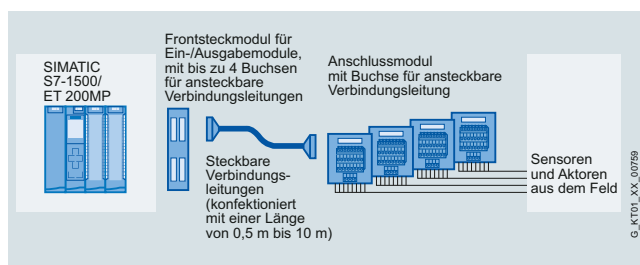 SIMATIC
S7-1500/
ET 200MP
Frontsteckmodul für
Ein-/Ausgabemodule,
mit bis zu 4 Buchsen
für ansteckbare
Verbindungsleitungen
Steckbare
Verbindungs-
leitungen
(konfektioniert
mit einer Länge
von 0,5 m bis 10 m)
Anschlussmodul
mit Buchse für ansteckbare
Verbindungsleitung
Sensoren
und Aktoren
aus dem Feld
G_KT01_XX_00759